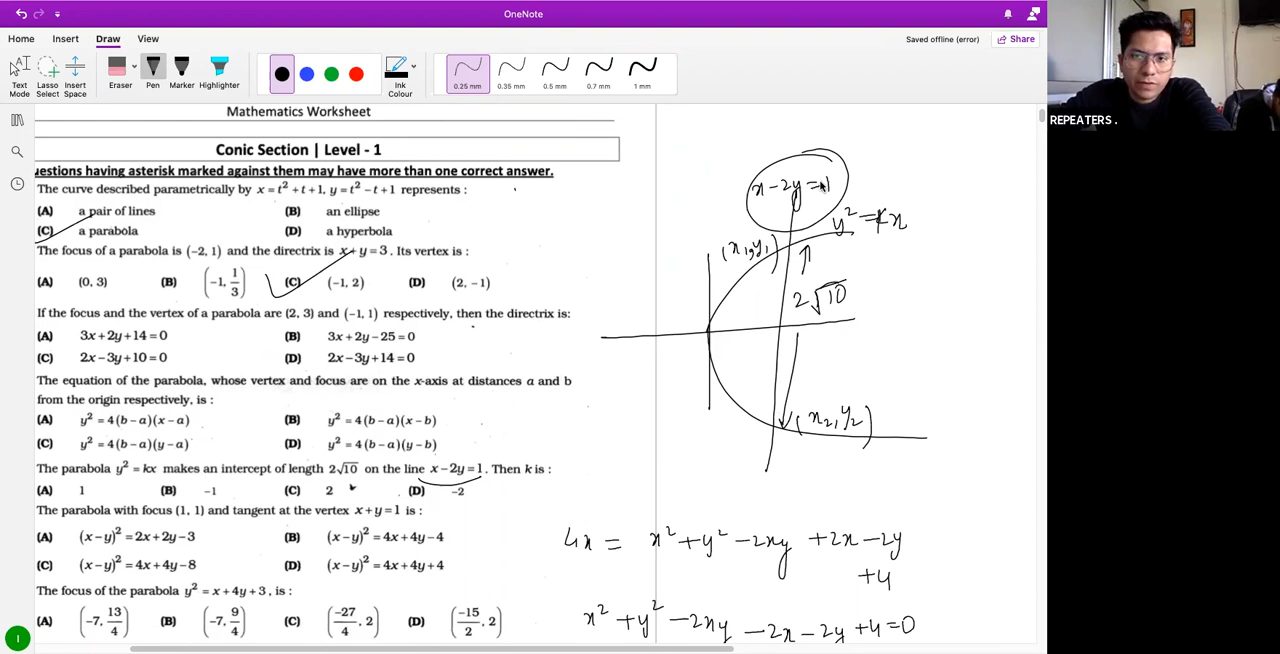 OneNote
Home Insert Draw View
Saved offline (error) Share
Text Mode
Lasso Select
Insert Space
Eraser
Pen
Marker
Highlighter
Ink Colour
0.25 mm 0.35 mm 0.5 mm 0.7 mm 1 mm
REPEATERS .
Mathematics Worksheet
Conic Section | Level - 1
uestions having asterisk marked against them may have more than one correct answer.
The curve described parametrically by x = t² + t + 1, y = t² − t + 1 represents :
(A) a pair of lines (B) an ellipse
(C) a parabola (D) a hyperbola
The focus of a parabola is (−2, 1) and the directrix is x + y = 3. Its vertex is :
(A) (0, 3) (B) (−1, 1/3) (C) (−1, 2) (D) (2, −1)
If the focus and the vertex of a parabola are (2, 3) and (−1, 1) respectively, then the directrix is:
(A) 3x + 2y + 14 = 0 (B) 3x + 2y − 25 = 0
(C) 2x − 3y + 10 = 0 (D) 2x − 3y + 14 = 0
The equation of the parabola, whose vertex and focus are on the x-axis at distances a and b
from the origin respectively, is :
(A) y² = 4(b − a)(x − a) (B) y² = 4(b − a)(x − b)
(C) y² = 4(b − a)(y − a) (D) y² = 4(b − a)(y − b)
The parabola y² = kx makes an intercept of length 2√10 on the line x − 2y = 1. Then k is :
(A) 1 (B) −1 (C) 2 (D) −2
The parabola with focus (1, 1) and tangent at the vertex x + y = 1 is :
(A) (x − y)² = 2x + 2y − 3 (B) (x − y)² = 4x + 4y − 4
(C) (x − y)² = 4x + 4y − 8 (D) (x − y)² = 4x + 4y + 4
The focus of the parabola y² = x + 4y + 3, is :
(A) (−7, 13/4) (B) (−7, 9/4) (C) (−27/4, 2) (D) (−15/2, 2)
x − 2y = 1
y² = kx
(x₁, y₁)
2√10
(x₂, y₂)
4x = x² + y² − 2xy + 2x − 2y
+4
x² + y² − 2xy − 2x − 2y + 4 = 0
I